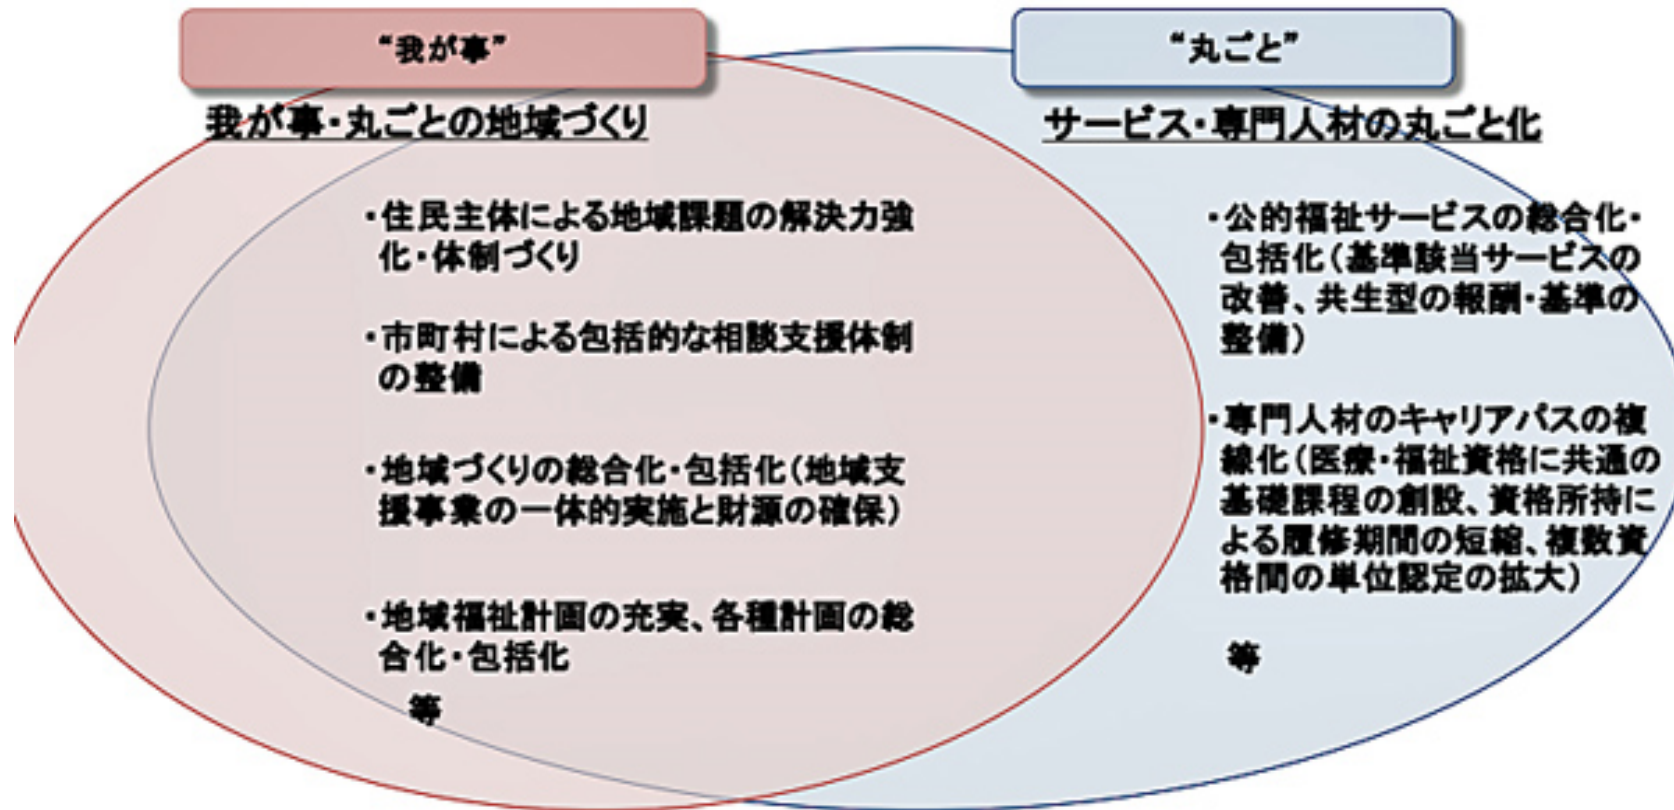 “我が事”
我が事・丸ごとの地域づくり
・住民主体による地域課題の解決力強
化・体制づくり
・市町村による包括的な相談支援体制
の整備
・地域づくりの総合化・包括化（地域支
援事業の一体的実施と財源の確保）
・地域福祉計画の充実、各種計画の総
合化・包括化
等
“丸ごと”
サービス・専門人材の丸ごと化
・公的福祉サービスの総合化・
包括化（基準該当サービスの
改善、共生型の報酬・基準の
整備）
・専門人材のキャリアパスの複
線化（医療・福祉資格に共通の
基礎課程の創設、資格所持に
よる履修期間の短縮、複数資
格間の単位認定の拡大）
等